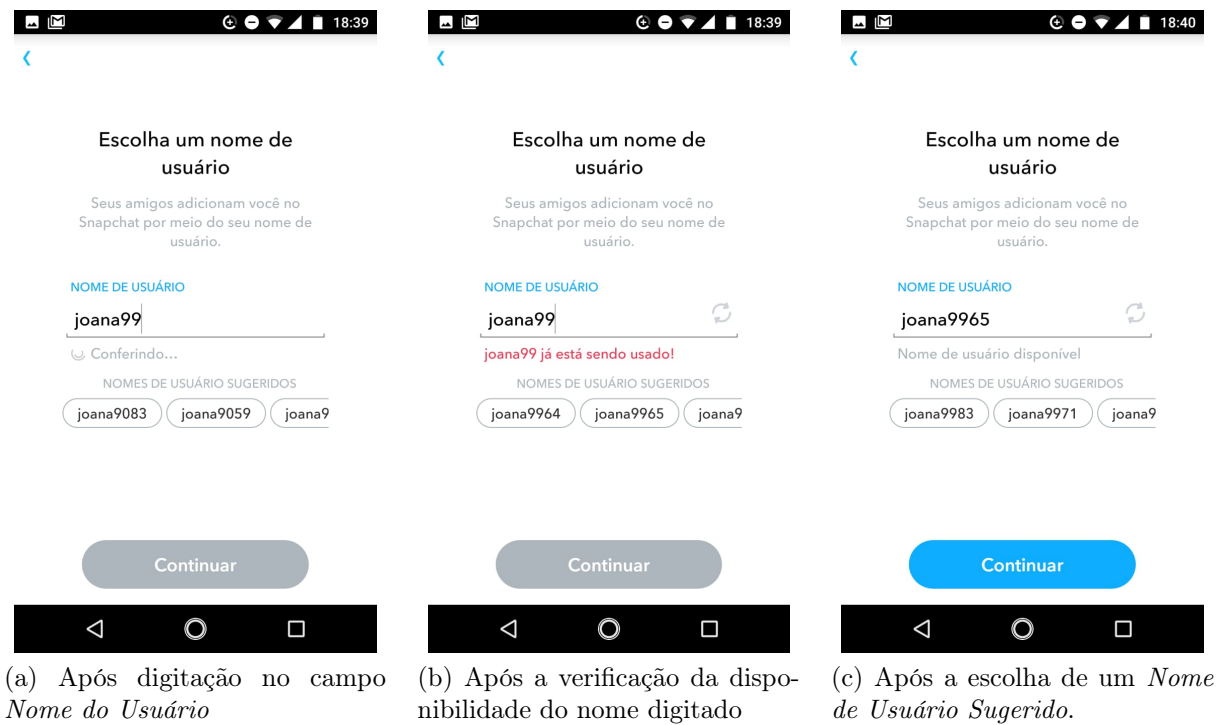 18:39
Escolha um nome de
usuário
Seus amigos adicionam você no
Snapchat por meio do seu nome de
usuário.
NOME DE USUÁRIO
joana99
Conferindo...
NOMES DE USUÁRIO SUGERIDOS
joana9083 joana9059 joana9
Continuar
(a) Após digitação no campo
Nome do Usuário
18:39
Escolha um nome de
usuário
Seus amigos adicionam você no
Snapchat por meio do seu nome de
usuário.
NOME DE USUÁRIO
joana99
joana99 já está sendo usado!
NOMES DE USUÁRIO SUGERIDOS
joana9964 joana9965 joana9
Continuar
(b) Após a verificação da dispo-
nibilidade do nome digitado
18:40
Escolha um nome de
usuário
Seus amigos adicionam você no
Snapchat por meio do seu nome de
usuário.
NOME DE USUÁRIO
joana9965
Nome de usuário disponível
NOMES DE USUÁRIO SUGERIDOS
joana9983 joana9971 joana9
Continuar
(c) Após a escolha de um Nome
de Usuário Sugerido.